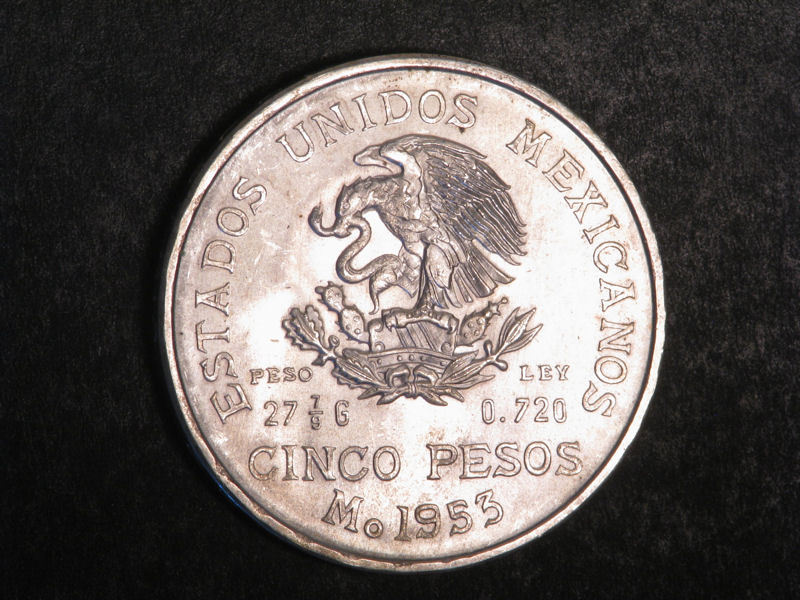 ESTADOS UNIDOS MEXICANOS
PESO LEY
27 7/9 G 0.720
CINCO PESOS
Mo 1953